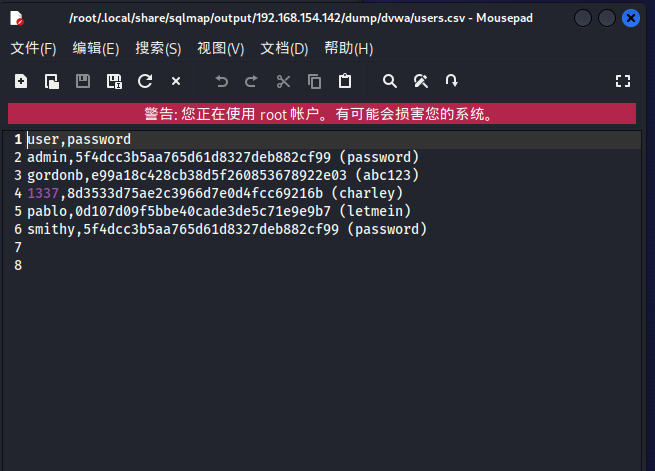 /root/.local/share/sqlmap/output/192.168.154.142/dump/dvwa/users.csv - Mousepad
文件(F) 编辑(E) 搜索(S) 视图(V) 文档(D) 帮助(H)
警告: 您正在使用 root 帐户。有可能会损害您的系统。
1 user,password
2 admin,5f4dcc3b5aa765d61d8327deb882cf99 (password)
3 gordonb,e99a18c428cb38d5f260853678922e03 (abc123)
4 1337,8d3533d75ae2c3966d7e0d4fcc69216b (charley)
5 pablo,0d107d09f5bbe40cade3de5c71e9e9b7 (letmein)
6 smithy,5f4dcc3b5aa765d61d8327deb882cf99 (password)
7
8